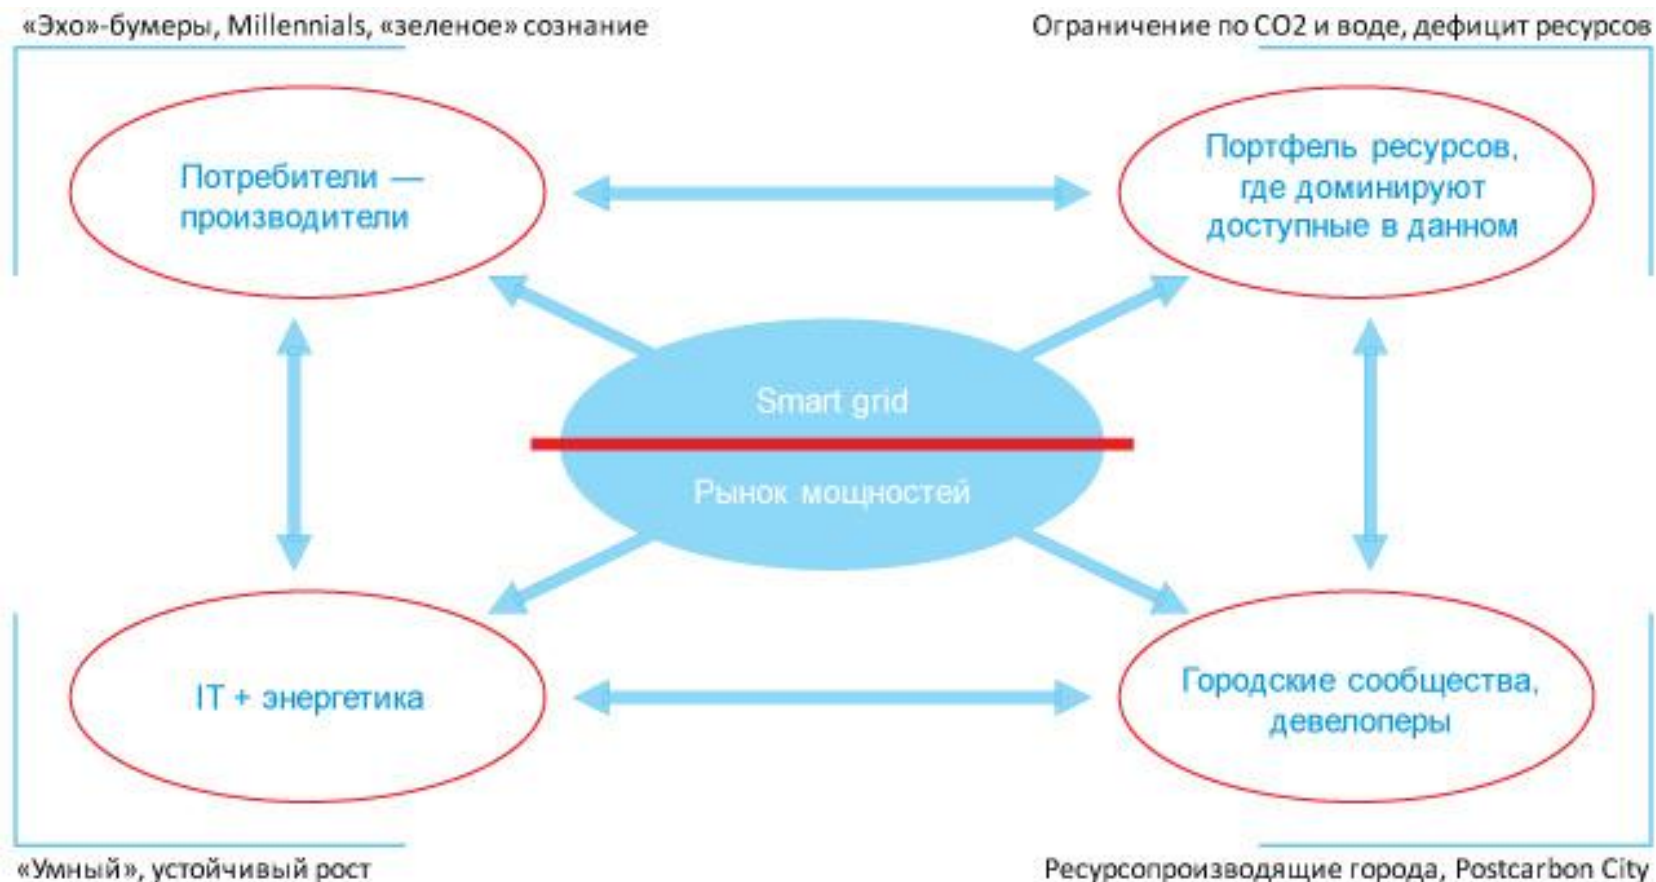 «Эхо»-бумеры, Millennials, «зеленое» сознание
Ограничение по CO2 и воде, дефицит ресурсов
Потребители —
производители
Портфель ресурсов,
где доминируют
доступные в данном
Smart grid
Рынок мощностей
IT + энергетика
Городские сообщества,
девелоперы
«Умный», устойчивый рост
Ресурсопроизводящие города, Postcarbon City